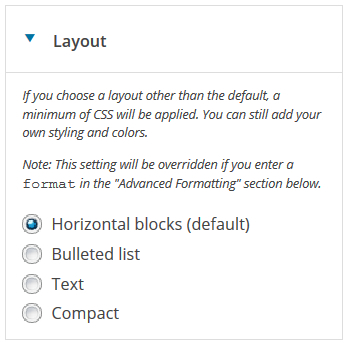 Layout
If you choose a layout other than the default, a
minimum of CSS will be applied. You can still add your
own styling and colors.
Note: This setting will be overridden if you enter a
format in the "Advanced Formatting" section below.
Horizontal blocks (default)
Bulleted list
Text
Compact